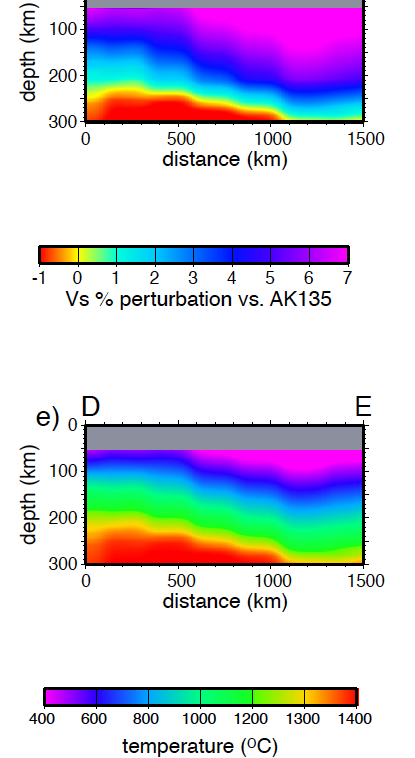 depth (km)
100
200
300
0 500 1000 1500
distance (km)
-1 0 1 2 3 4 5 6 7
Vs % perturbation vs. AK135
e) D E
0
depth (km)
100
200
300
0 500 1000 1500
distance (km)
400 600 800 1000 1200 1300 1400
temperature (ºC)